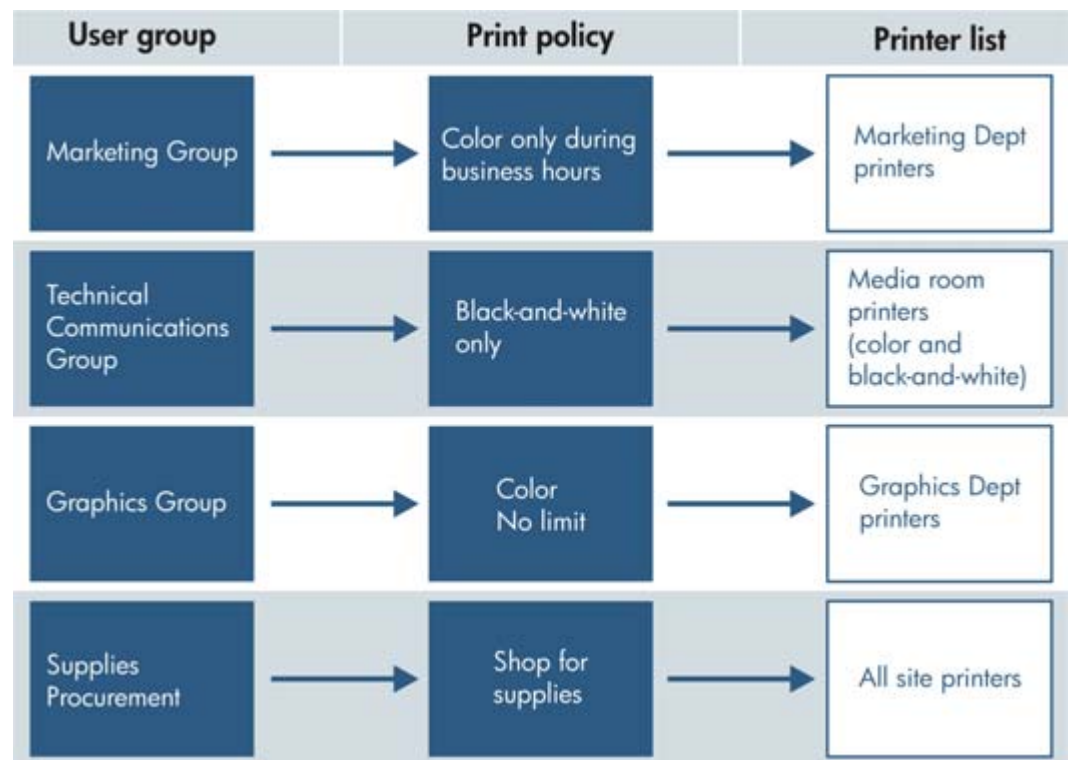 User group
Print policy
Printer list
Marketing Group
Color only during
business hours
Marketing Dept
printers
Technical
Communications
Group
Black-and-white
only
Media room
printers
(color and
black-and-white)
Graphics Group
Color
No limit
Graphics Dept
printers
Supplies
Procurement
Shop for
supplies
All site printers